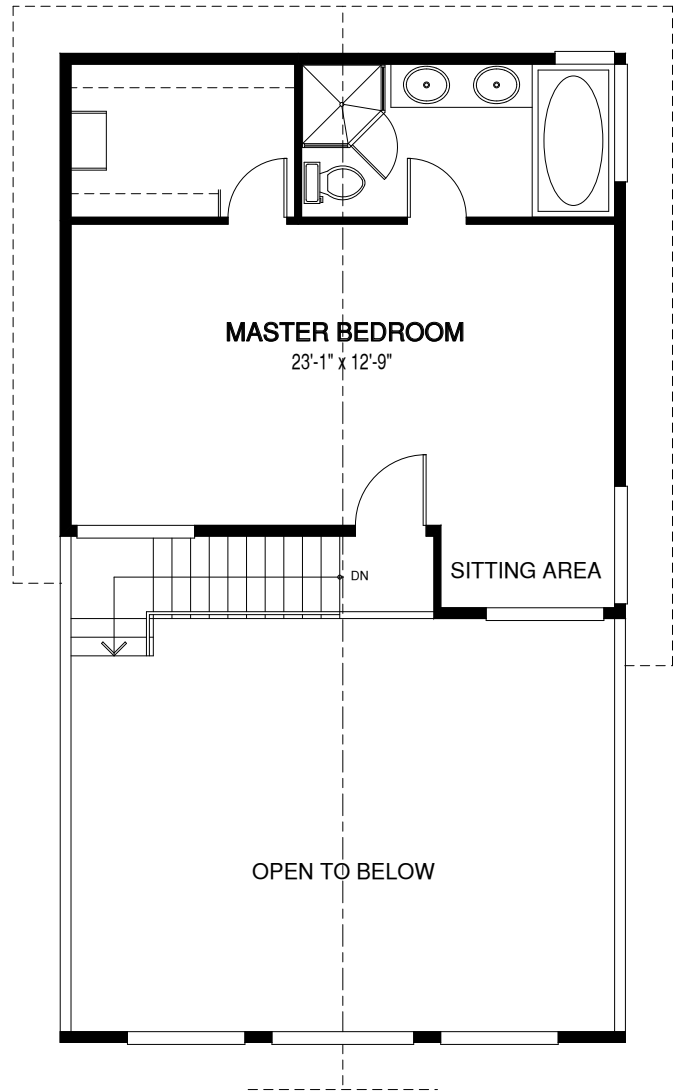 MASTER BEDROOM
23'-1" x 12'-9"
DN
SITTING AREA
OPEN TO BELOW